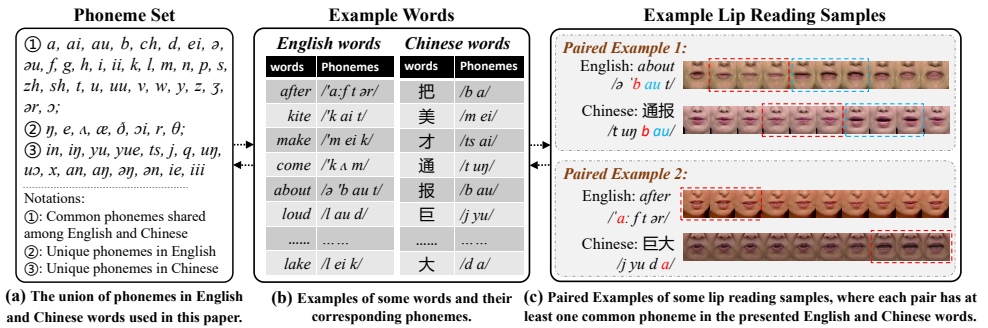 Phoneme Set
① a, ai, au, b, ch, d, ei, ə,
əu, f, g, h, i, ii, k, l, m, n, p, s,
zh, sh, t, u, uu, v, w, y, z, ʒ,
ər, ɔ;
② ŋ, e, ʌ, æ, ð, ɔi, r, θ;
③ in, iŋ, yu, yue, ts, j, q, uŋ,
uɔ, x, an, aŋ, əŋ, ən, ie, iii
Notations:
①: Common phonemes shared
among English and Chinese
②: Unique phonemes in English
③: Unique phonemes in Chinese
(a) The union of phonemes in English
and Chinese words used in this paper.
Example Words
English words Chinese words
words Phonemes words Phonemes
after /'a:f t ər/ 把 /b a/
kite /'k ai t/ 美 /m ei/
make /'m ei k/ 才 /ts ai/
come /'k ʌ m/ 通 /t uŋ/
about /ə 'b au t/ 报 /b au/
loud /l au d/ 巨 /j yu/
...... ...... ...... ......
lake /l ei k/ 大 /d a/
(b) Examples of some words and their
corresponding phonemes.
Example Lip Reading Samples
Paired Example 1:
English: about
/ə 'b au t/
Chinese: 通报
/t uŋ b au/
Paired Example 2:
English: after
/'a: f t ər/
Chinese: 巨大
/j yu d a/
(c) Paired Examples of some lip reading samples, where each pair has at
least one common phoneme in the presented English and Chinese words.